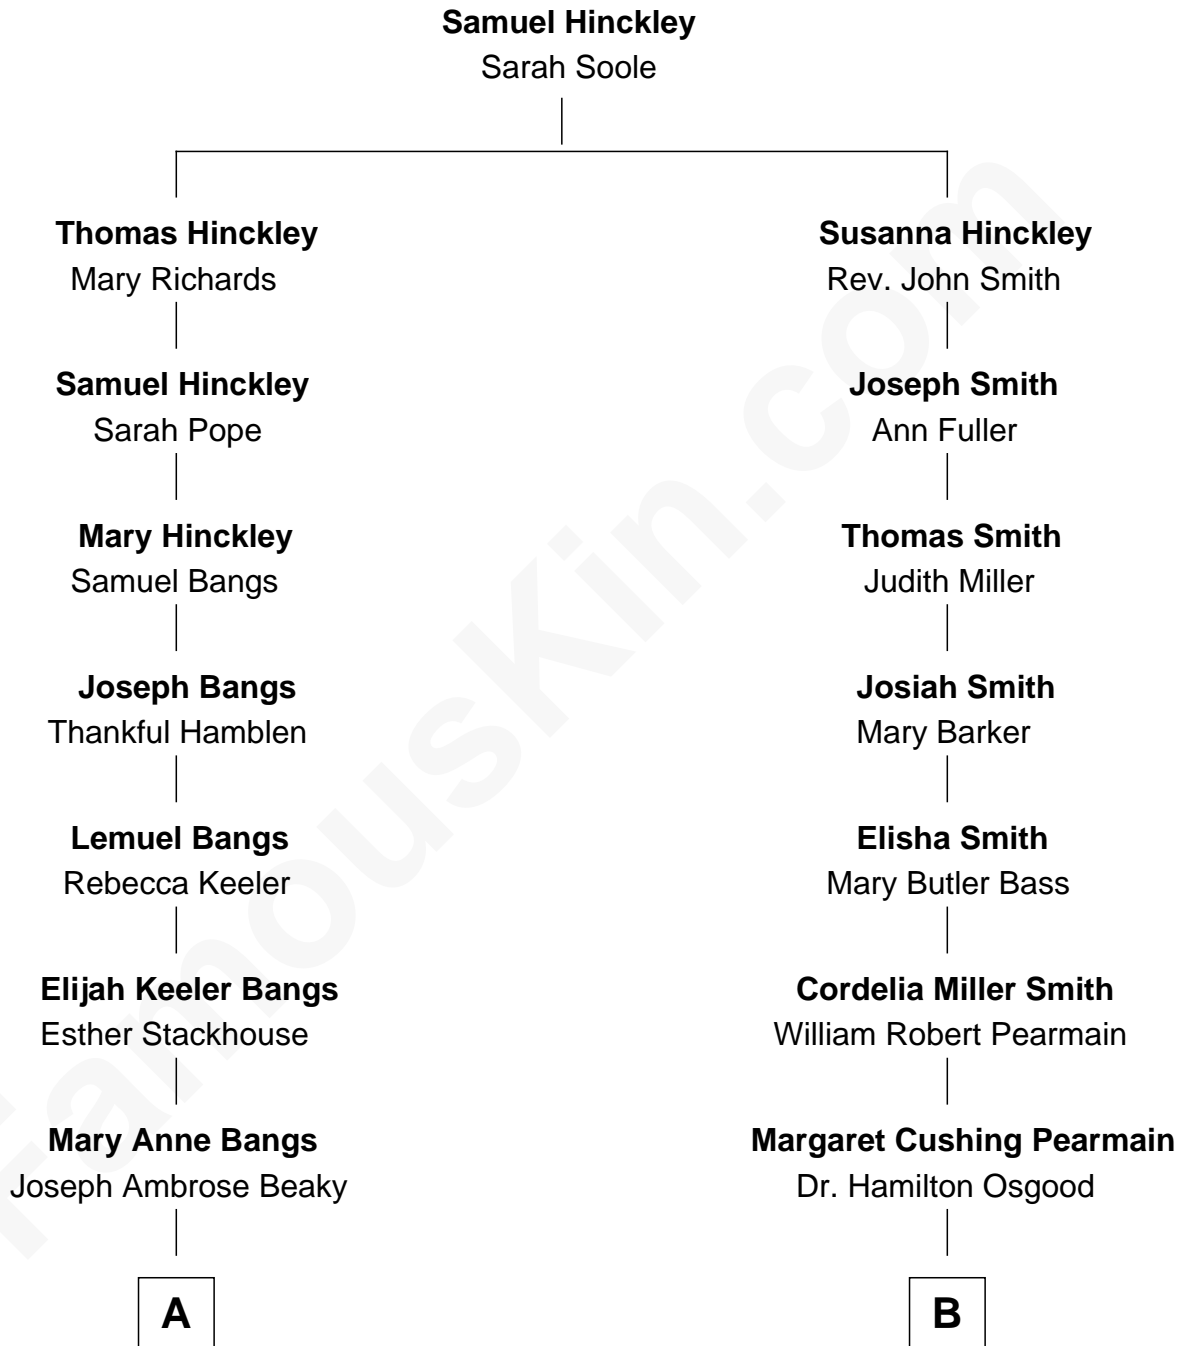 Samuel Hinckley
Sarah Soole
Thomas Hinckley
Mary Richards
Samuel Hinckley
Sarah Pope
Mary Hinckley
Samuel Bangs
Joseph Bangs
Thankful Hamblen
Lemuel Bangs
Rebecca Keeler
Elijah Keeler Bangs
Esther Stackhouse
Mary Anne Bangs
Joseph Ambrose Beaky
A
Susanna Hinckley
Rev. John Smith
Joseph Smith
Ann Fuller
Thomas Smith
Judith Miller
Josiah Smith
Mary Barker
Elisha Smith
Mary Butler Bass
Cordelia Miller Smith
William Robert Pearmain
Margaret Cushing Pearmain
Dr. Hamilton Osgood
B
FamousKin.com